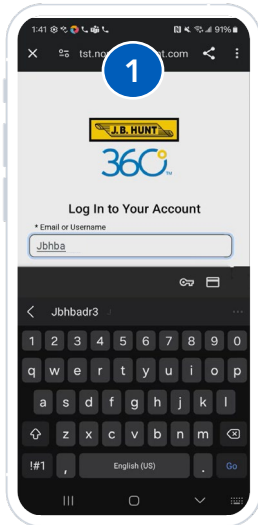 1:41 91%
1
tst.no t.com
J.B. HUNT
360
Log In to Your Account
* Email or Username
Jbhba
Jbhbadr3
1 2 3 4 5 6 7 8 9 0
q w e r t y u i o p
a s d f g h j k l
z x c v b n m
!#1 , English (US) . Go